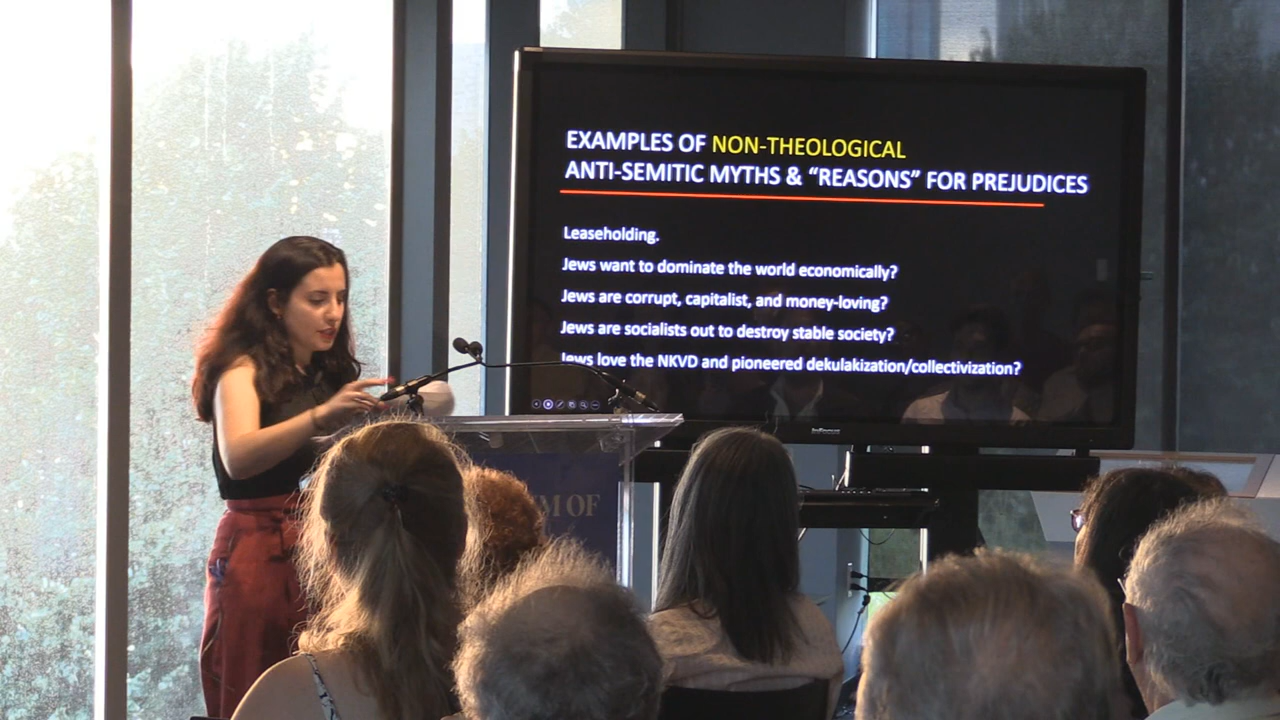 EXAMPLES OF NON-THEOLOGICAL
ANTI-SEMITIC MYTHS & “REASONS” FOR PREJUDICES
Leaseholding.
Jews want to dominate the world economically?
Jews are corrupt, capitalist, and money-loving?
Jews are socialists out to destroy stable society?
Jews love the NKVD and pioneered dekulakization/collectivization?
InFocus
M OF